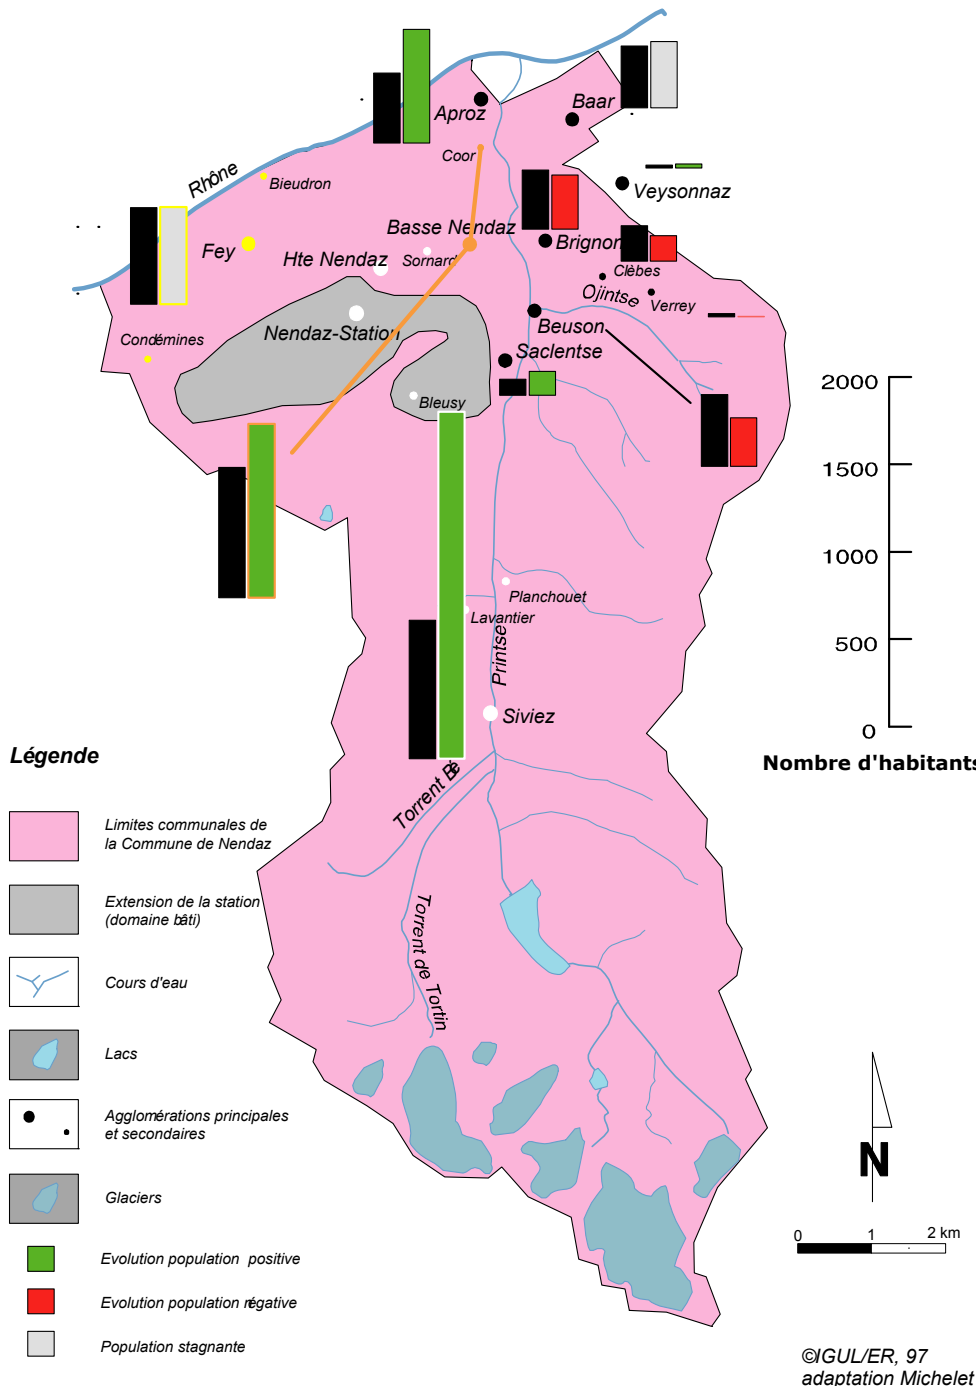 Aproz
Baar
Coor
Rhône
Bieudron
Veysonnaz
Basse Nendaz
Fey
Hte Nendaz
Sornard
Brignon
Clèbes
Ojintse
Verrey
Nendaz-Station
Beuson
Condémines
Saclentse
Bleusy
2000
1500
1000
500
0
Nombre d'habitants
Planchouet
Lavantier
Printse
Siviez
Torrent
Torrent de Tortin
Légende
Limites communales de
la Commune de Nendaz
Extension de la station
(domaine bâti)
Cours d'eau
Lacs
Agglomérations principales
et secondaires
Glaciers
Evolution population positive
Evolution population négative
Population stagnante
N
0 1 2 km
©IGUL/ER, 97
adaptation Michelet